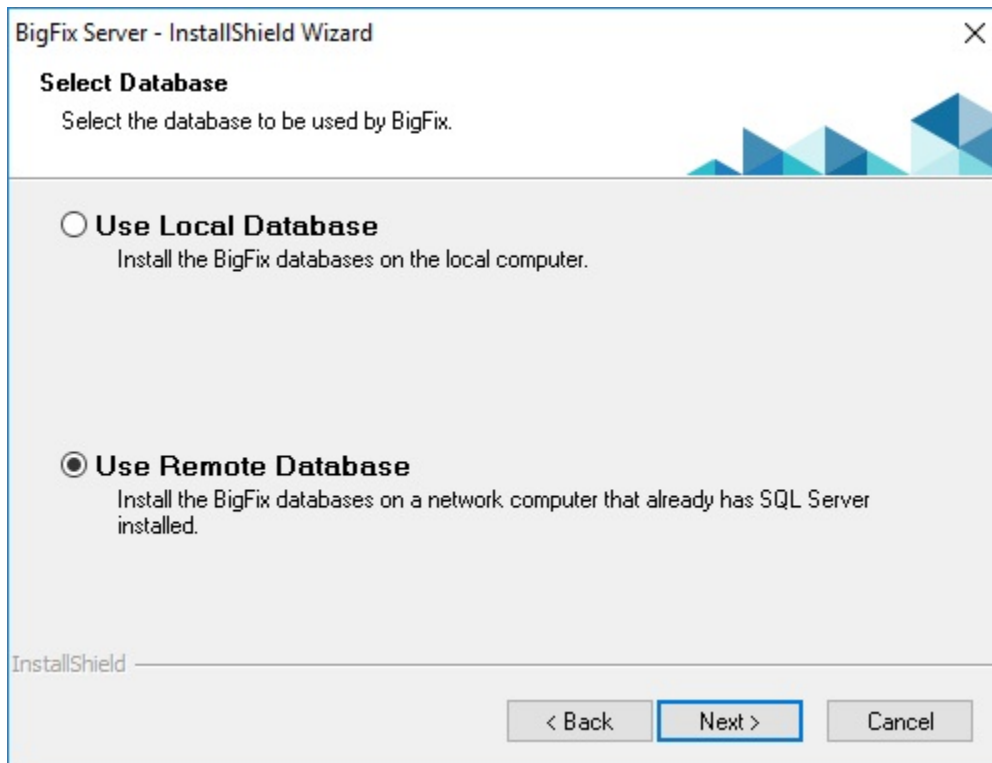 BigFix Server - InstallShield Wizard
Select Database
Select the database to be used by BigFix.
Use Local Database
Install the BigFix databases on the local computer.
Use Remote Database
Install the BigFix databases on a network computer that already has SQL Server
installed.
InstallShield
< Back
Next >
Cancel